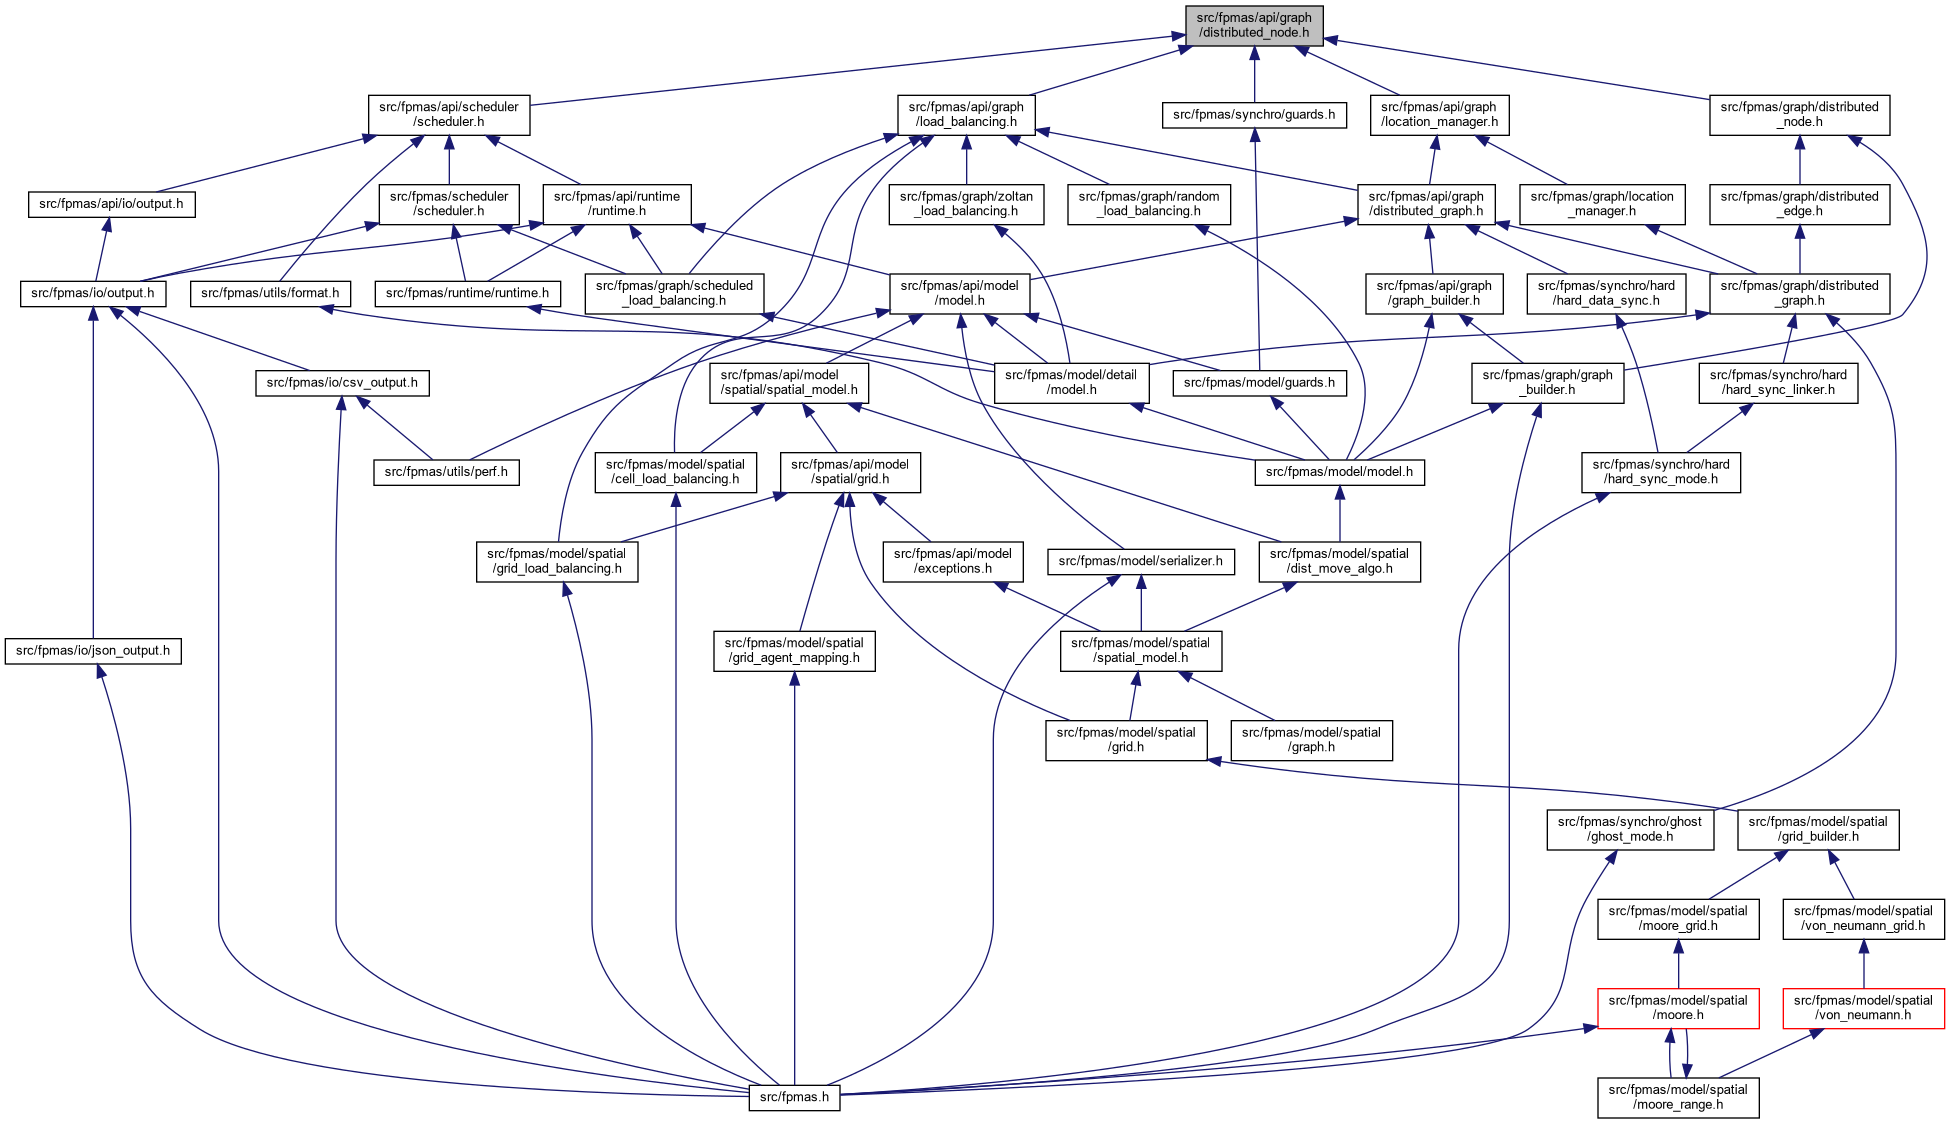 src/fpmas/api/graph
/distributed_node.h
src/fpmas/api/scheduler
/scheduler.h
src/fpmas/api/graph
/load_balancing.h
src/fpmas/synchro/guards.h
src/fpmas/api/graph
/location_manager.h
src/fpmas/graph/distributed
_node.h
src/fpmas/api/io/output.h
src/fpmas/scheduler
/scheduler.h
src/fpmas/api/runtime
/runtime.h
src/fpmas/graph/zoltan
_load_balancing.h
src/fpmas/graph/random
_load_balancing.h
src/fpmas/api/graph
/distributed_graph.h
src/fpmas/graph/location
_manager.h
src/fpmas/graph/distributed
_edge.h
src/fpmas/io/output.h
src/fpmas/utils/format.h
src/fpmas/runtime/runtime.h
src/fpmas/graph/scheduled
_load_balancing.h
src/fpmas/api/model
/model.h
src/fpmas/api/graph
/graph_builder.h
src/fpmas/synchro/hard
/hard_data_sync.h
src/fpmas/graph/distributed
_graph.h
src/fpmas/io/csv_output.h
src/fpmas/api/model
/spatial/spatial_model.h
src/fpmas/model/detail
/model.h
src/fpmas/model/guards.h
src/fpmas/graph/graph
_builder.h
src/fpmas/synchro/hard
/hard_sync_linker.h
src/fpmas/utils/perf.h
src/fpmas/model/spatial
/cell_load_balancing.h
src/fpmas/api/model
/spatial/grid.h
src/fpmas/model/model.h
src/fpmas/synchro/hard
/hard_sync_mode.h
src/fpmas/model/spatial
/grid_load_balancing.h
src/fpmas/api/model
/exceptions.h
src/fpmas/model/serializer.h
src/fpmas/model/spatial
/dist_move_algo.h
src/fpmas/io/json_output.h
src/fpmas/model/spatial
/grid_agent_mapping.h
src/fpmas/model/spatial
/spatial_model.h
src/fpmas/model/spatial
/grid.h
src/fpmas/model/spatial
/graph.h
src/fpmas/synchro/ghost
/ghost_mode.h
src/fpmas/model/spatial
/grid_builder.h
src/fpmas/model/spatial
/moore_grid.h
src/fpmas/model/spatial
/von_neumann_grid.h
src/fpmas/model/spatial
/moore.h
src/fpmas/model/spatial
/von_neumann.h
src/fpmas.h
src/fpmas/model/spatial
/moore_range.h